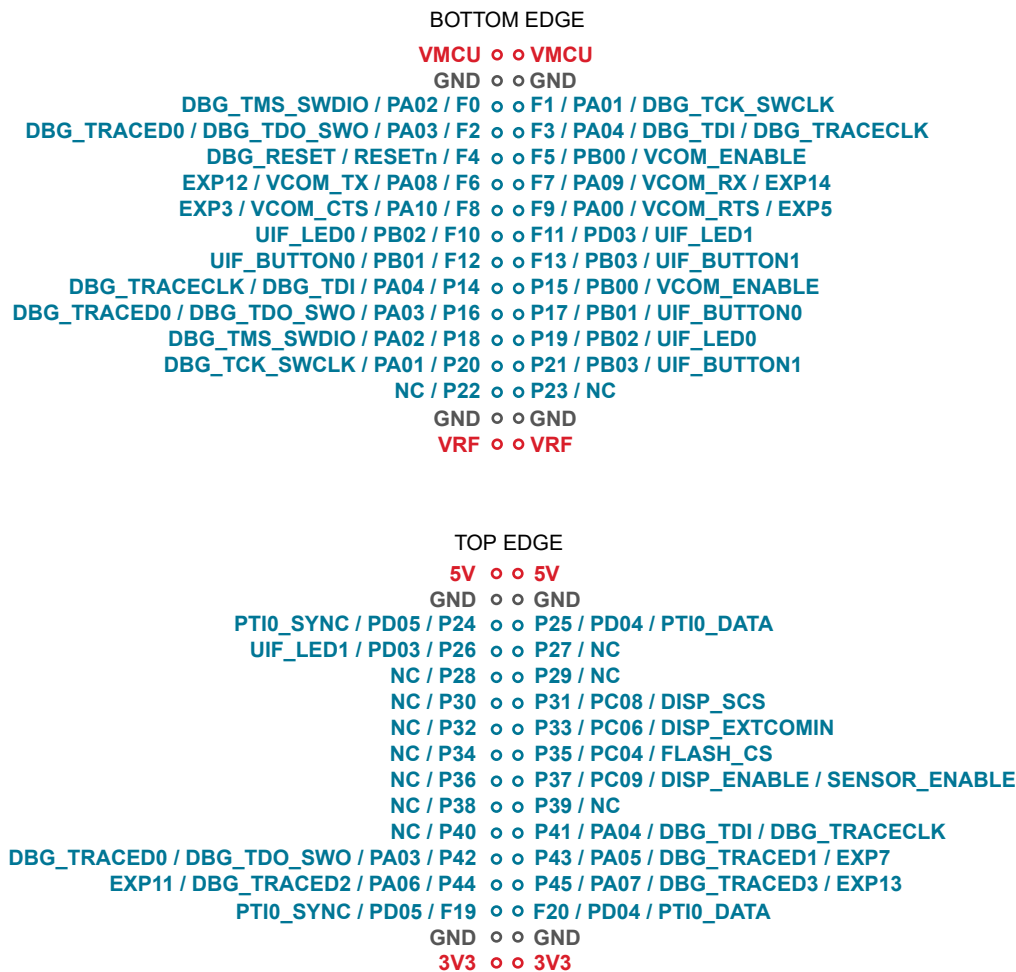 BOTTOM EDGE
VMCU VMCU
GND GND
DBG_TMS_SWDIO / PA02 / F0 F1 / PA01 / DBG_TCK_SWCLK
DBG_TRACED0 / DBG_TDO_SWO / PA03 / F2 F3 / PA04 / DBG_TDI / DBG_TRACECLK
DBG_RESET / RESETn / F4 F5 / PB00 / VCOM_ENABLE
EXP12 / VCOM_TX / PA08 / F6 F7 / PA09 / VCOM_RX / EXP14
EXP3 / VCOM_CTS / PA10 / F8 F9 / PA00 / VCOM_RTS / EXP5
UIF_LED0 / PB02 / F10 F11 / PD03 / UIF_LED1
UIF_BUTTON0 / PB01 / F12 F13 / PB03 / UIF_BUTTON1
DBG_TRACECLK / DBG_TDI / PA04 / P14 P15 / PB00 / VCOM_ENABLE
DBG_TRACED0 / DBG_TDO_SWO / PA03 / P16 P17 / PB01 / UIF_BUTTON0
DBG_TMS_SWDIO / PA02 / P18 P19 / PB02 / UIF_LED0
DBG_TCK_SWCLK / PA01 / P20 P21 / PB03 / UIF_BUTTON1
NC / P22 P23 / NC
GND GND
VRF VRF
TOP EDGE
5V 5V
GND GND
PTI0_SYNC / PD05 / P24 P25 / PD04 / PTI0_DATA
UIF_LED1 / PD03 / P26 P27 / NC
NC / P28 P29 / NC
NC / P30 P31 / PC08 / DISP_SCS
NC / P32 P33 / PC06 / DISP_EXTCOMIN
NC / P34 P35 / PC04 / FLASH_CS
NC / P36 P37 / PC09 / DISP_ENABLE / SENSOR_ENABLE
NC / P38 P39 / NC
NC / P40 P41 / PA04 / DBG_TDI / DBG_TRACECLK
DBG_TRACED0 / DBG_TDO_SWO / PA03 / P42 P43 / PA05 / DBG_TRACED1 / EXP7
EXP11 / DBG_TRACED2 / PA06 / P44 P45 / PA07 / DBG_TRACED3 / EXP13
PTI0_SYNC / PD05 / F19 F20 / PD04 / PTI0_DATA
GND GND
3V3 3V3